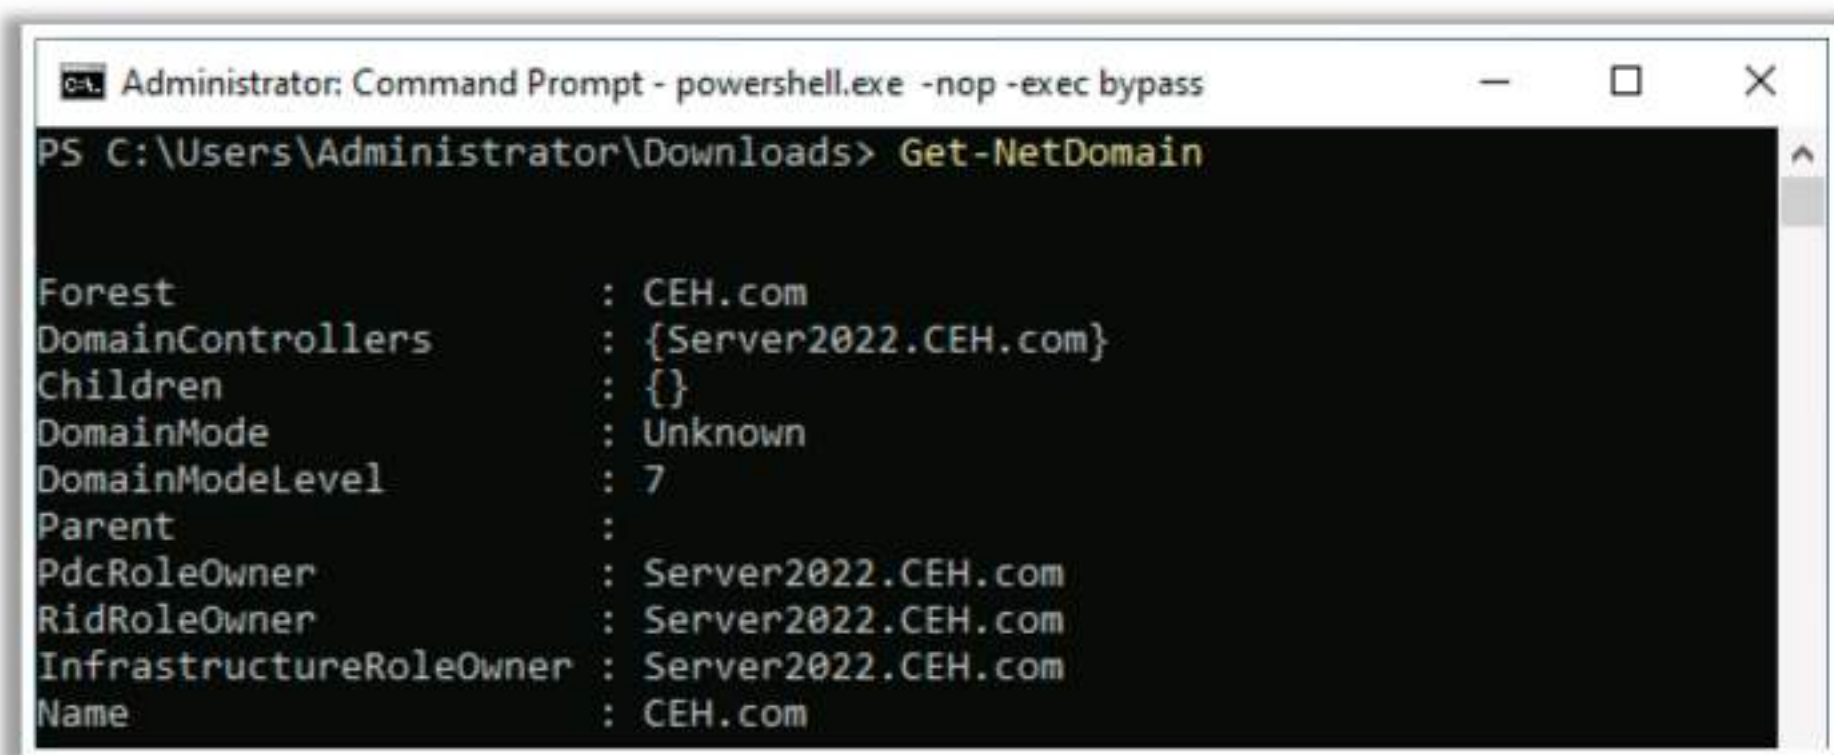 Administrator: Command Prompt - powershell.exe -nop -exec bypass
PS C:\Users\Administrator\Downloads> Get-NetDomain
Forest : CEH.com
DomainControllers : {Server2022.CEH.com}
Children : {}
DomainMode : Unknown
DomainModeLevel : 7
Parent :
PdcRoleOwner : Server2022.CEH.com
RidRoleOwner : Server2022.CEH.com
InfrastructureRoleOwner : Server2022.CEH.com
Name : CEH.com